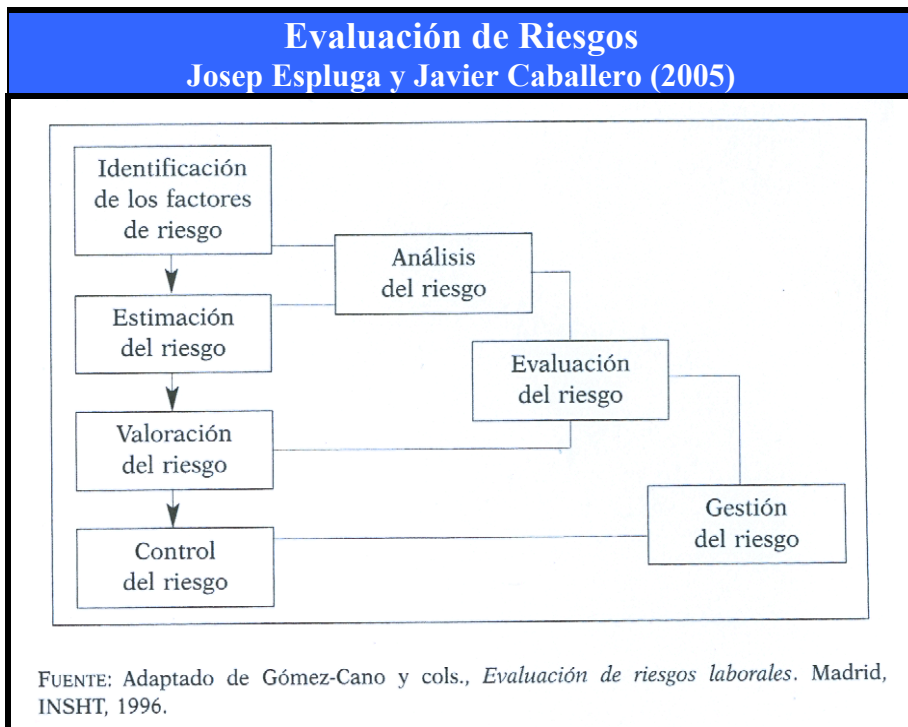 Evaluación de Riesgos
Josep Espluga y Javier Caballero (2005)
Identificación
de los factores
de riesgo
Análisis
del riesgo
Estimación
del riesgo
Evaluación
del riesgo
Valoración
del riesgo
Gestión
del riesgo
Control
del riesgo
FUENTE: Adaptado de Gómez-Cano y cols., Evaluación de riesgos laborales. Madrid,
INSHT, 1996.